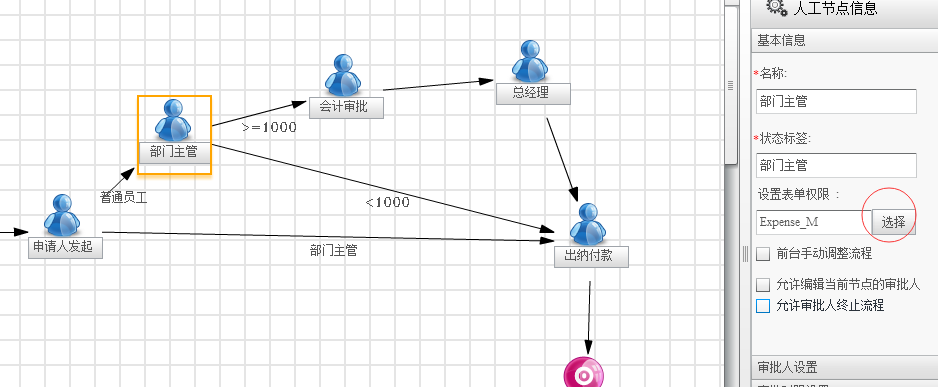 总经理
会计审批
>=1000
部门主管
普通员工
<1000
申请人发起
部门主管
出纳付款
人工节点信息
基本信息
*名称:
部门主管
*状态标签:
部门主管
设置表单权限 :
Expense_M 选择
前台手动调整流程
允许编辑当前节点的审批人
允许审批人终止流程
审批人设置